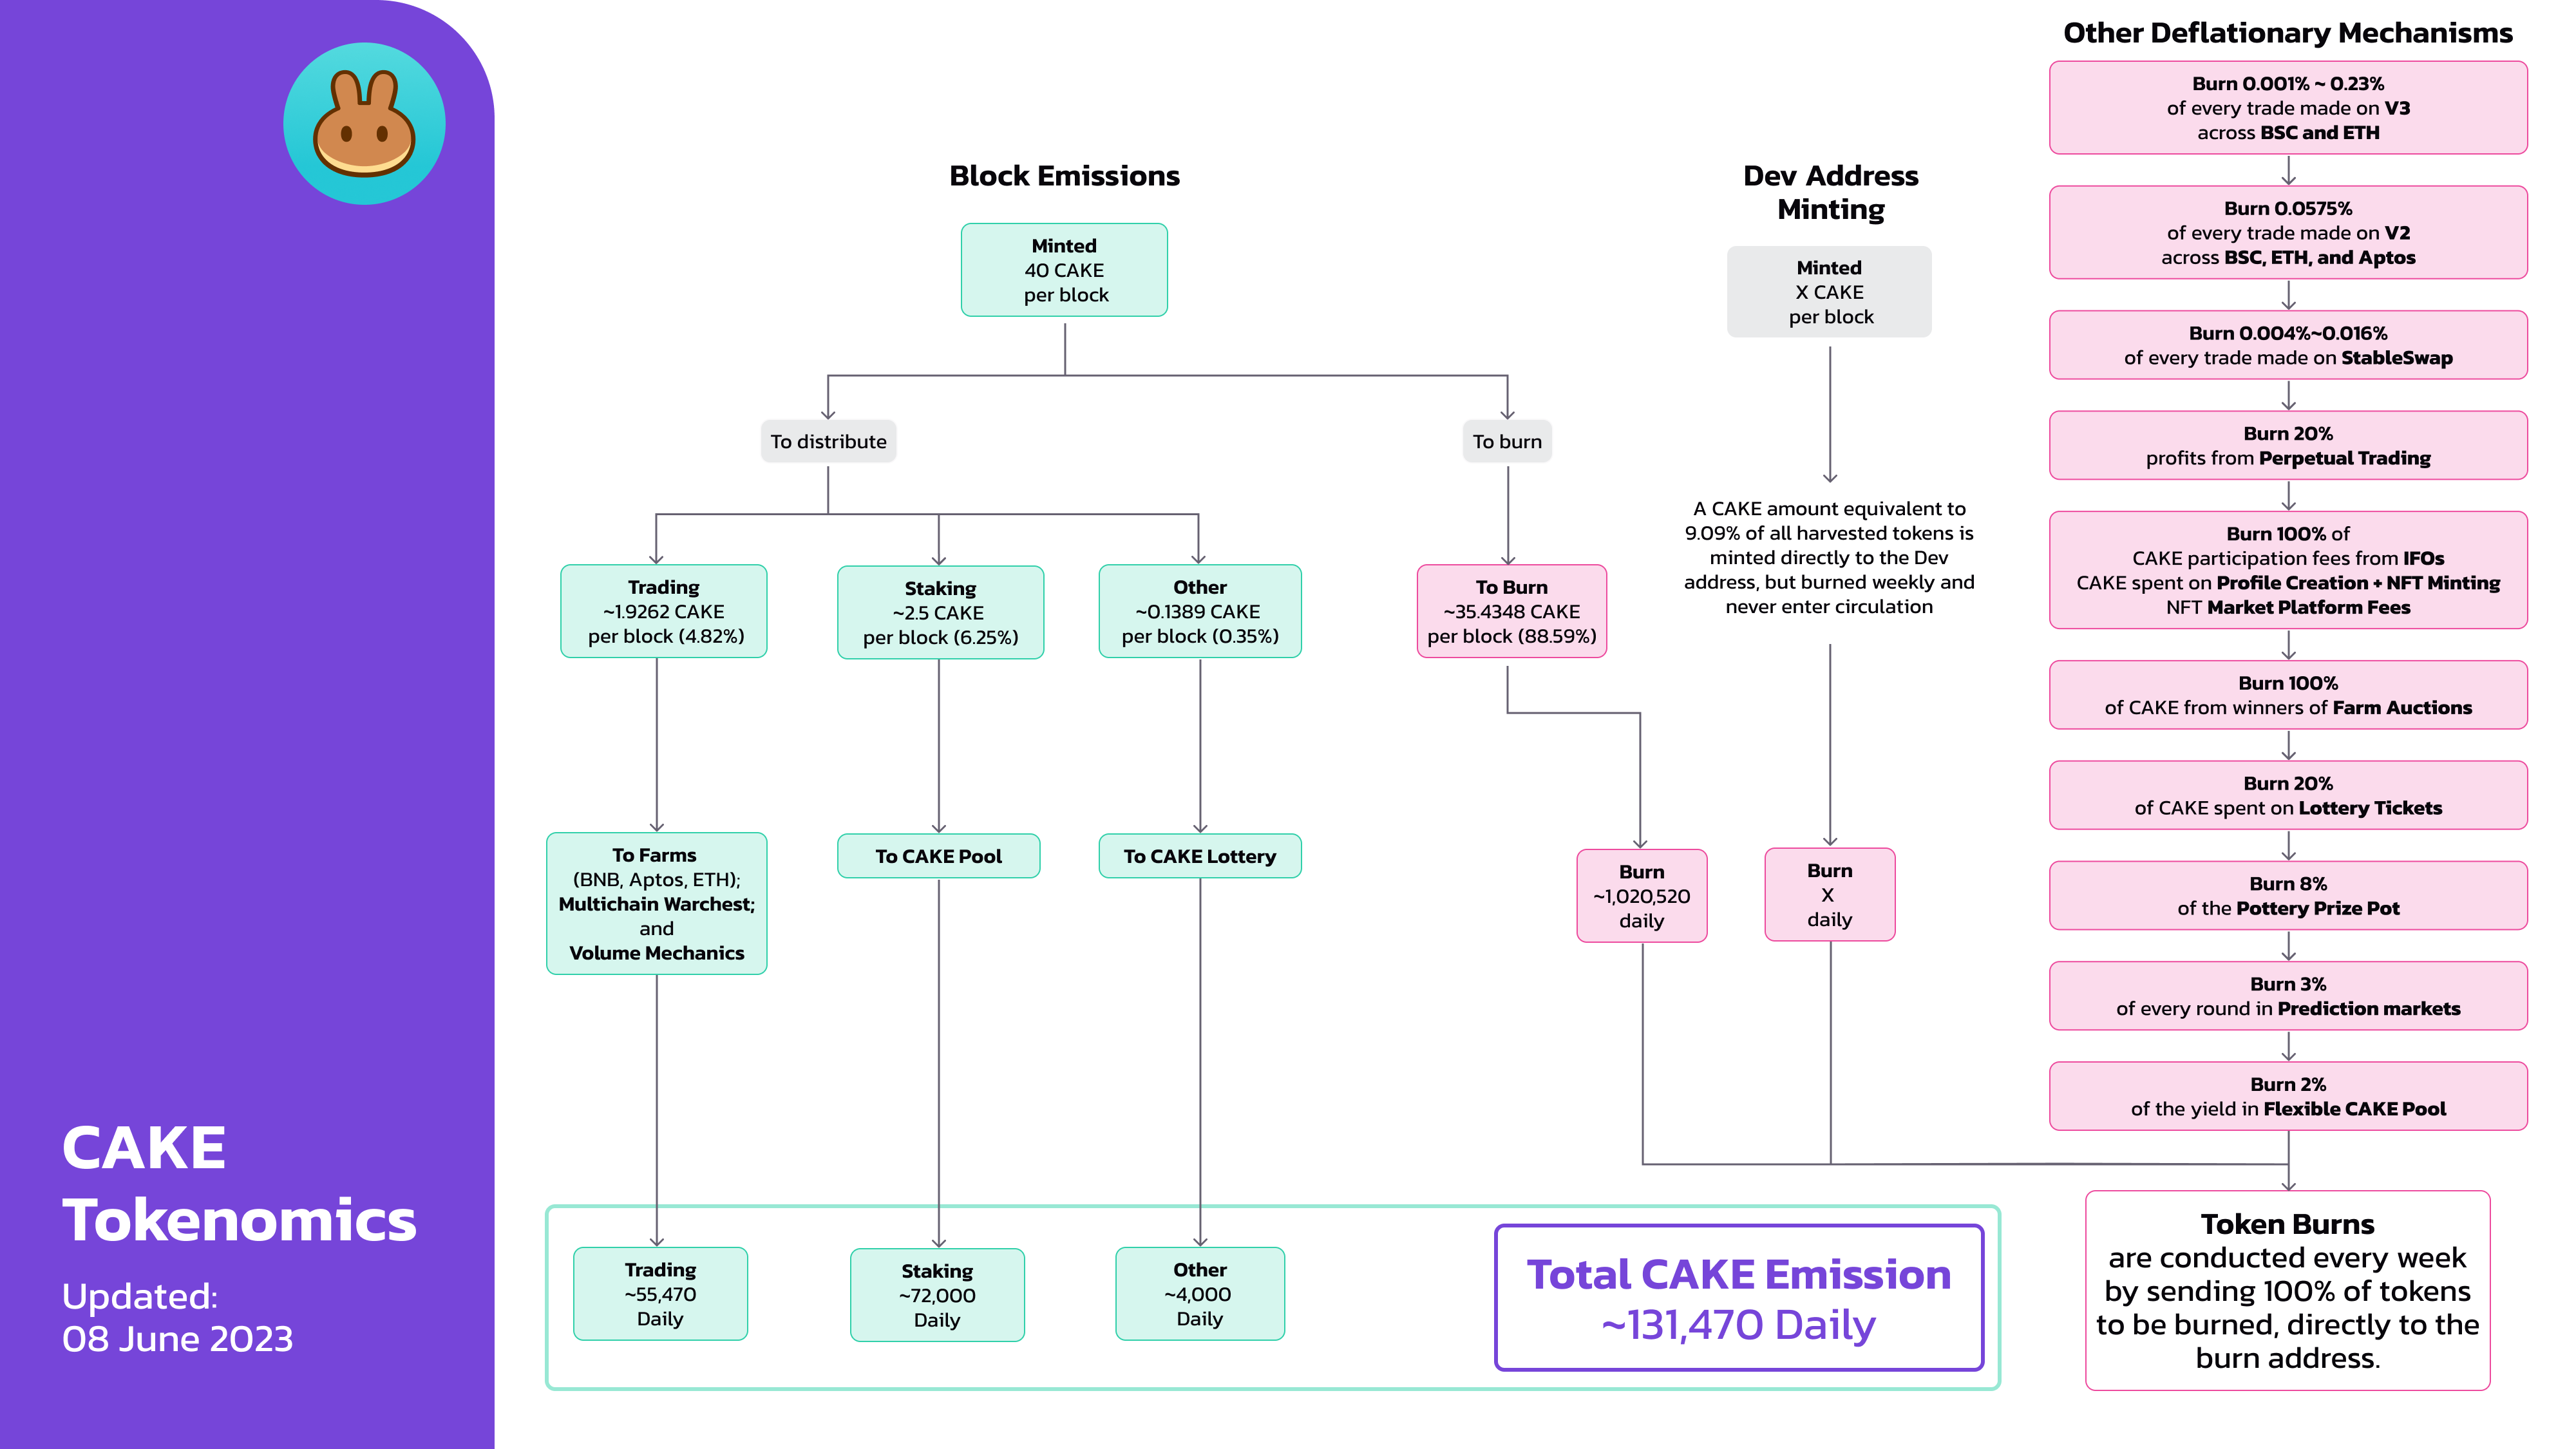 CAKE
Tokenomics
Updated:
08 June 2023
Block Emissions
Minted
40 CAKE
per block
To distribute
To burn
Trading
~1.9262 CAKE
per block (4.82%)
Staking
~2.5 CAKE
per block (6.25%)
Other
~0.1389 CAKE
per block (0.35%)
To Burn
~35.4348 CAKE
per block (88.59%)
To Farms
(BNB, Aptos, ETH);
Multichain Warchest;
and
Volume Mechanics
To CAKE Pool
To CAKE Lottery
Burn
~1,020,520
daily
Trading
~55,470
Daily
Staking
~72,000
Daily
Other
~4,000
Daily
Total CAKE Emission
~131,470 Daily
Dev Address
Minting
Minted
X CAKE
per block
A CAKE amount equivalent to
9.09% of all harvested tokens is
minted directly to the Dev
address, but burned weekly and
never enter circulation
Burn
X
daily
Other Deflationary Mechanisms
Burn 0.001% ~ 0.23%
of every trade made on V3
across BSC and ETH
Burn 0.0575%
of every trade made on V2
across BSC, ETH, and Aptos
Burn 0.004%~0.016%
of every trade made on StableSwap
Burn 20%
profits from Perpetual Trading
Burn 100% of
CAKE participation fees from IFOs
CAKE spent on Profile Creation + NFT Minting
NFT Market Platform Fees
Burn 100%
of CAKE from winners of Farm Auctions
Burn 20%
of CAKE spent on Lottery Tickets
Burn 8%
of the Pottery Prize Pot
Burn 3%
of every round in Prediction markets
Burn 2%
of the yield in Flexible CAKE Pool
Token Burns
are conducted every week
by sending 100% of tokens
to be burned, directly to the
burn address.